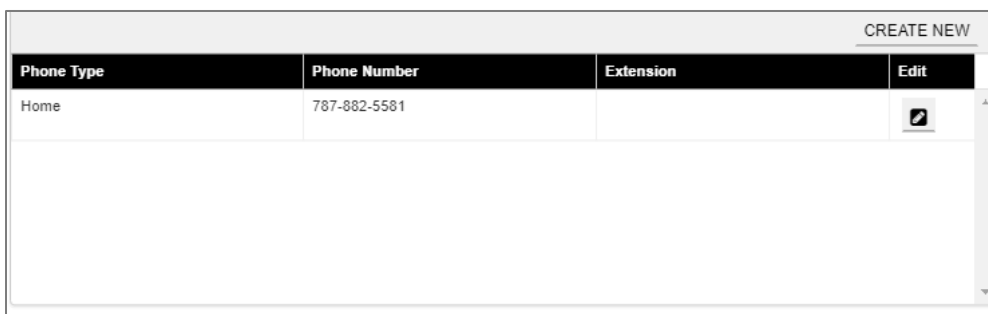 CREATE NEW
Phone Type Phone Number Extension Edit
Home 787-882-5581